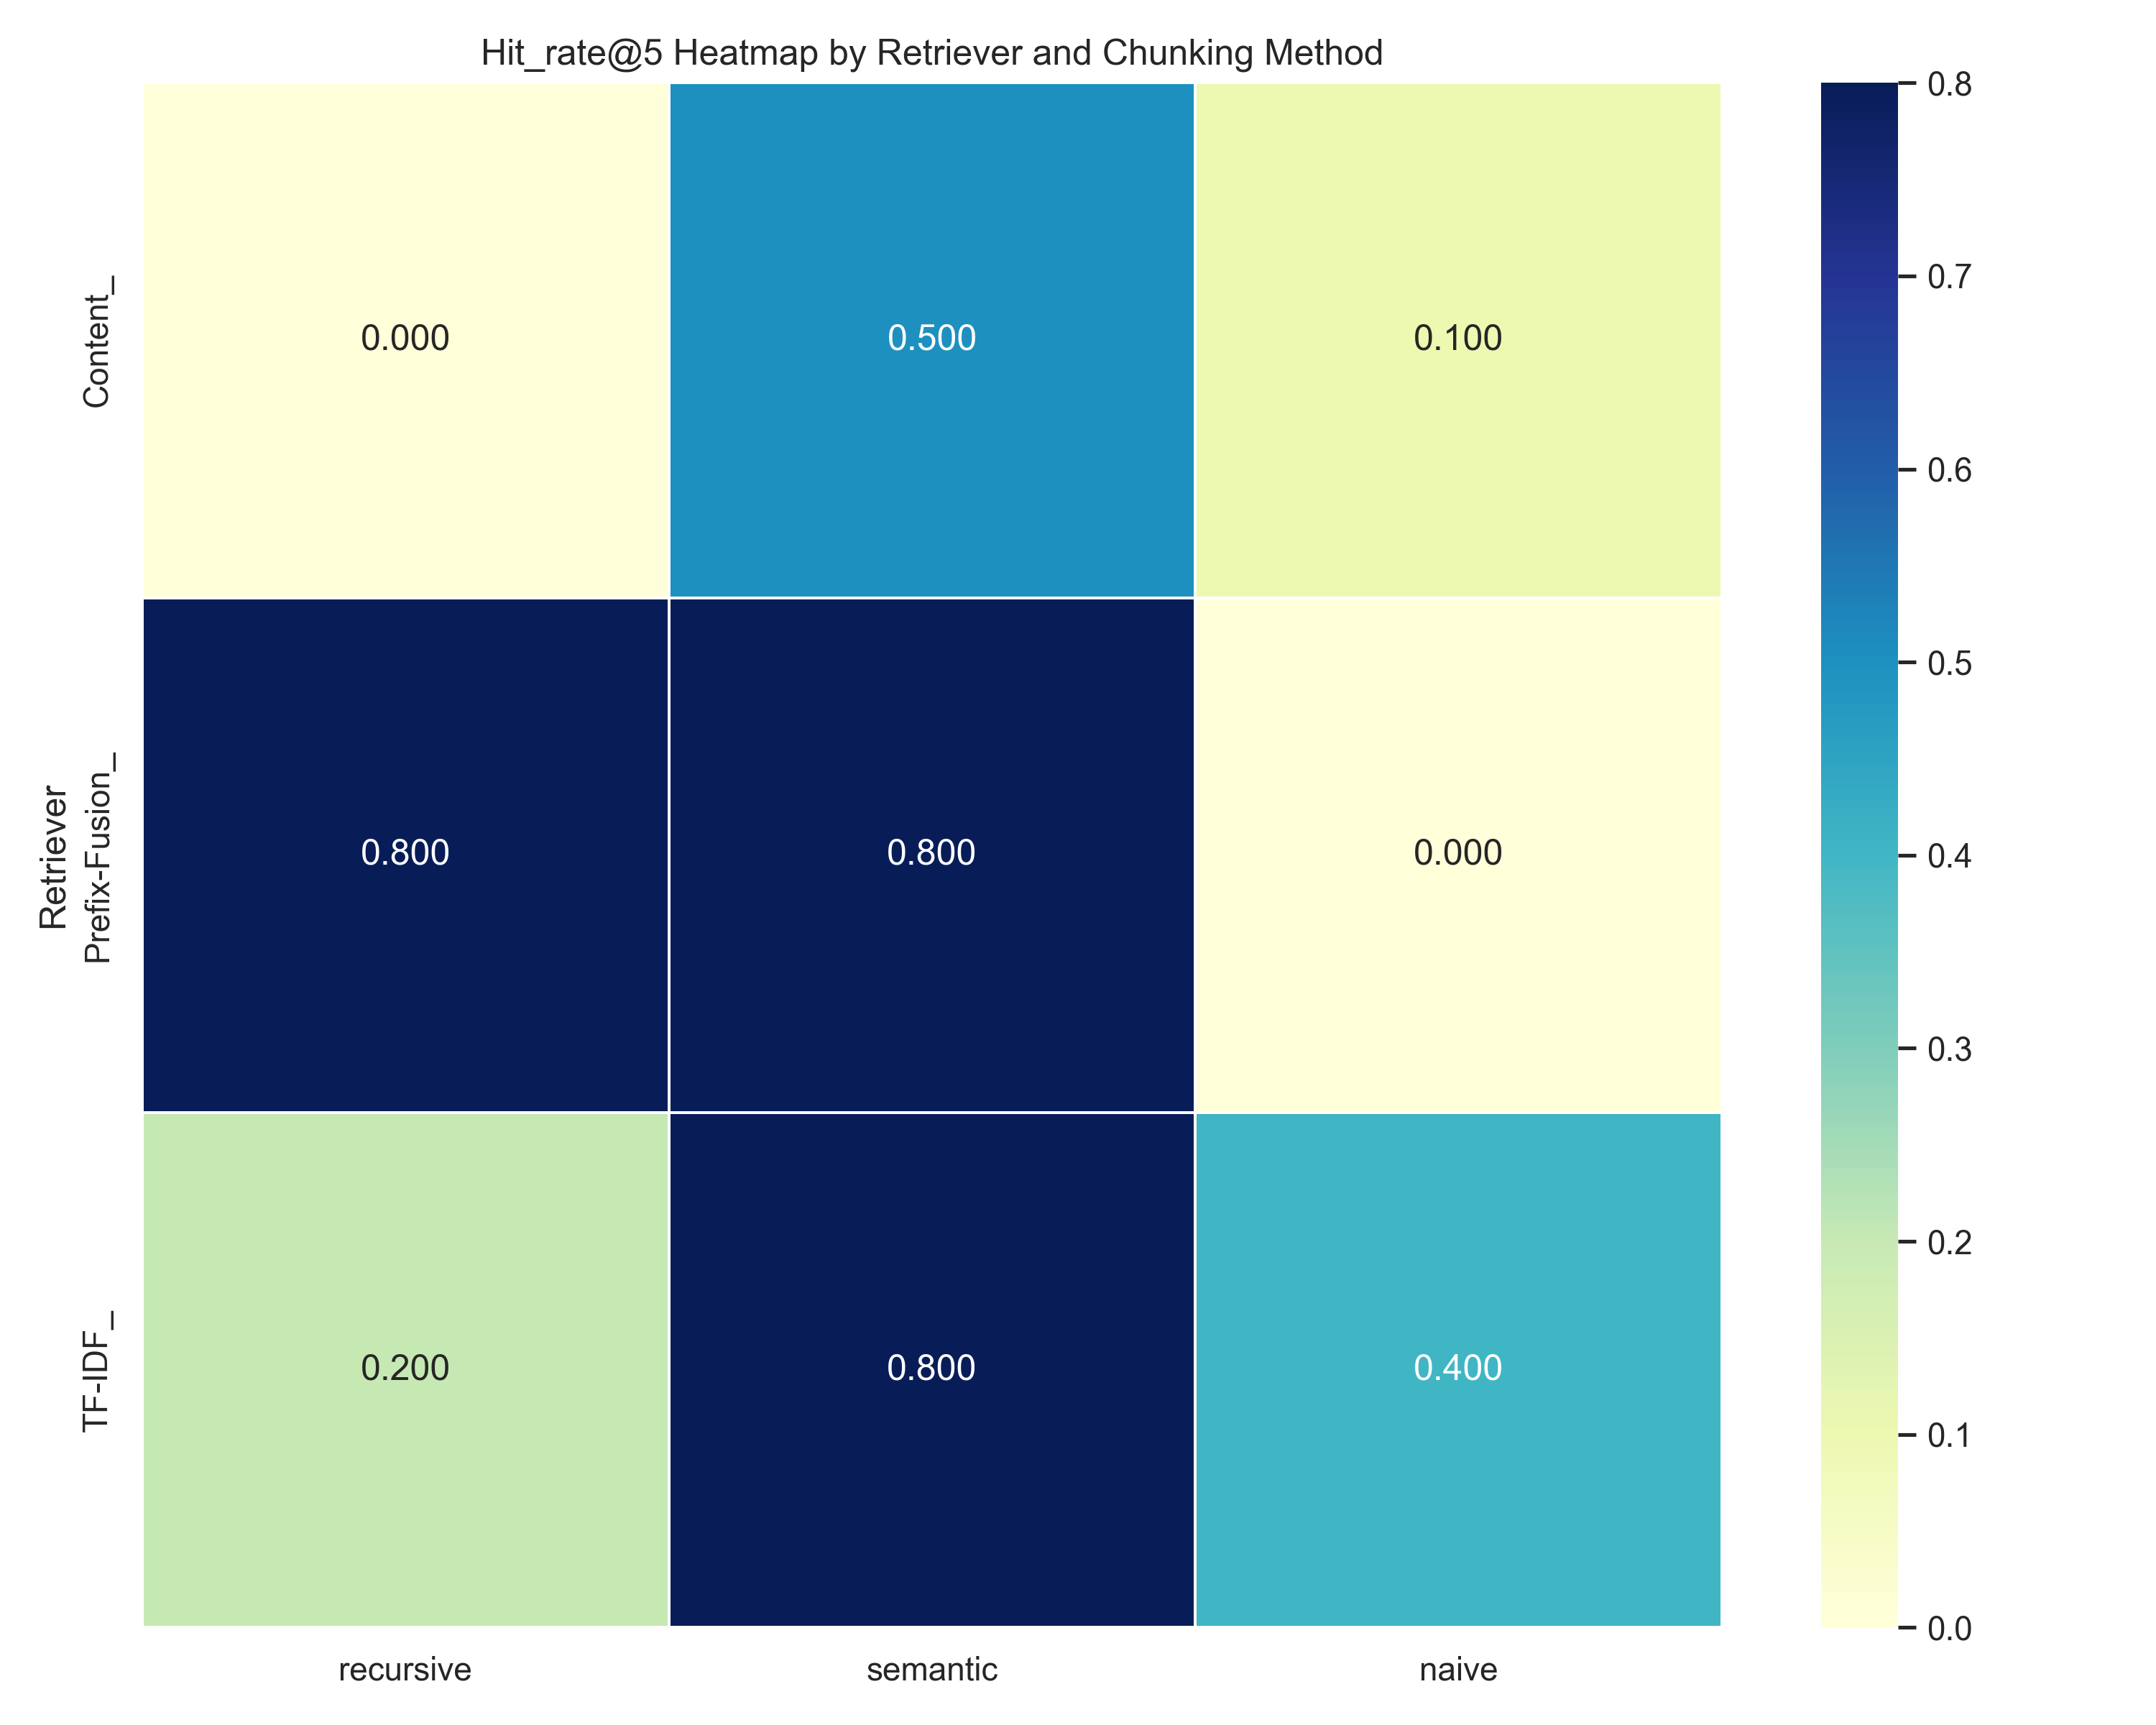 Hit_rate@5 Heatmap by Retriever and Chunking Method
Retriever
Content_
0.000 0.500 0.100
Prefix-Fusion_
0.800 0.800 0.000
TF-IDF_
0.200 0.800 0.400
recursive semantic naive
0.8
0.7
0.6
0.5
0.4
0.3
0.2
0.1
0.0